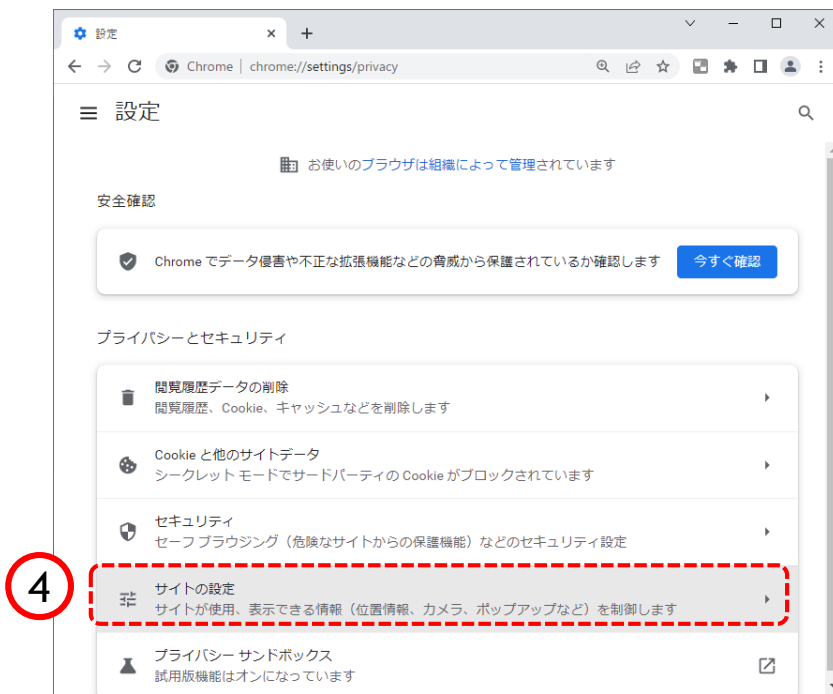 設定
Chrome | chrome://settings/privacy
設定
お使いのブラウザは組織によって管理されています
安全確認
Chrome でデータ侵害や不正な拡張機能などの脅威から保護されているか確認します
今すぐ確認
プライバシーとセキュリティ
閲覧履歴データの削除
閲覧履歴、Cookie、キャッシュなどを削除します
Cookie と他のサイトデータ
シークレット モードでサードパーティの Cookie がブロックされています
セキュリティ
セーフ ブラウジング（危険なサイトからの保護機能）などのセキュリティ設定
4
サイトの設定
サイトが使用、表示できる情報（位置情報、カメラ、ポップアップなど）を制御します
プライバシー サンドボックス
試用版機能はオンになっています